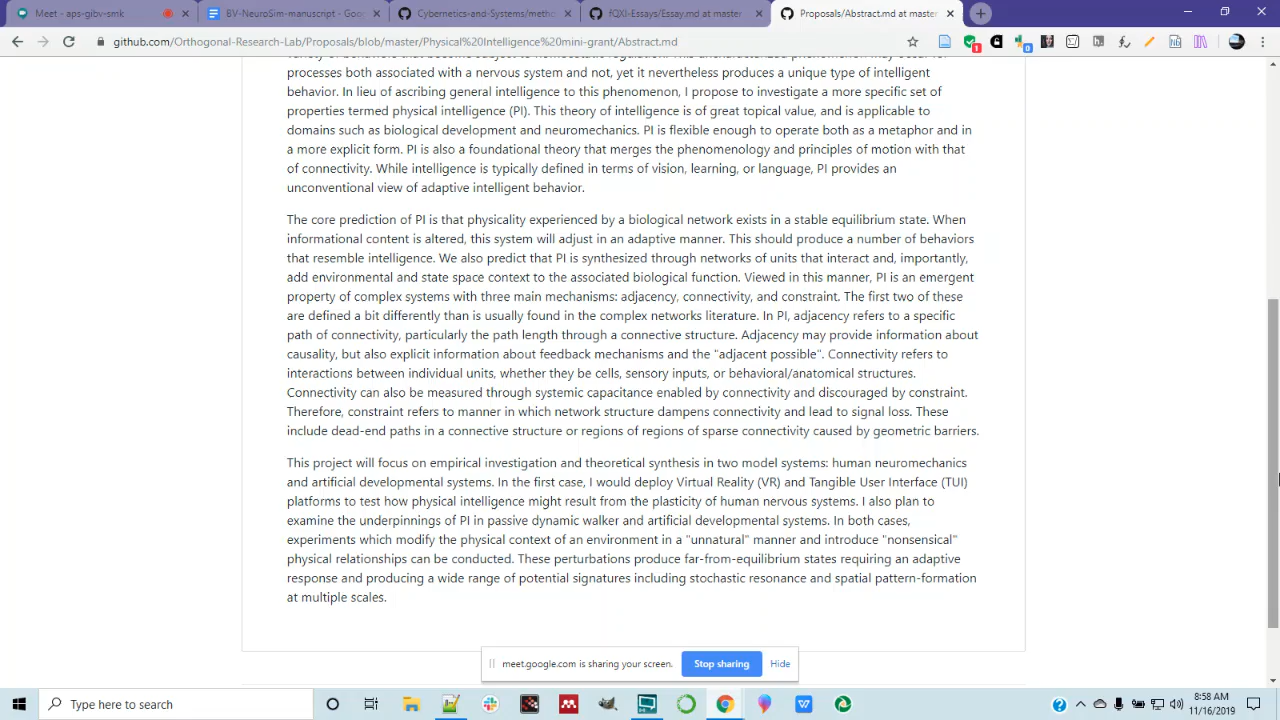 Meet - aps-gibv-smk
BV-NeuroSim-manuscript - Goo
Cybernetics-and-Systems/metho
fQXI-Essays/Essay.md at master
Proposals/Abstract.md at master
github.com/Orthogonal-Research-Lab/Proposals/blob/master/Physical%20Intelligence%20mini-grant/Abstract.md
processes both associated with a nervous system and not, yet it nevertheless produces a unique type of intelligent
behavior. In lieu of ascribing general intelligence to this phenomenon, I propose to investigate a more specific set of
properties termed physical intelligence (PI). This theory of intelligence is of great topical value, and is applicable to
domains such as biological development and neuromechanics. PI is flexible enough to operate both as a metaphor and in
a more explicit form. PI is also a foundational theory that merges the phenomenology and principles of motion with that
of connectivity. While intelligence is typically defined in terms of vision, learning, or language, PI provides an
unconventional view of adaptive intelligent behavior.
The core prediction of PI is that physicality experienced by a biological network exists in a stable equilibrium state. When
informational content is altered, this system will adjust in an adaptive manner. This should produce a number of behaviors
that resemble intelligence. We also predict that PI is synthesized through networks of units that interact and, importantly,
add environmental and state space context to the associated biological function. Viewed in this manner, PI is an emergent
property of complex systems with three main mechanisms: adjacency, connectivity, and constraint. The first two of these
are defined a bit differently than is usually found in the complex networks literature. In PI, adjacency refers to a specific
path of connectivity, particularly the path length through a connective structure. Adjacency may provide information about
causality, but also explicit information about feedback mechanisms and the "adjacent possible". Connectivity refers to
interactions between individual units, whether they be cells, sensory inputs, or behavioral/anatomical structures.
Connectivity can also be measured through systemic capacitance enabled by connectivity and discouraged by constraint.
Therefore, constraint refers to manner in which network structure dampens connectivity and lead to signal loss. These
include dead-end paths in a connective structure or regions of regions of sparse connectivity caused by geometric barriers.
This project will focus on empirical investigation and theoretical synthesis in two model systems: human neuromechanics
and artificial developmental systems. In the first case, I would deploy Virtual Reality (VR) and Tangible User Interface (TUI)
platforms to test how physical intelligence might result from the plasticity of human nervous systems. I also plan to
examine the underpinnings of PI in passive dynamic walker and artificial developmental systems. In both cases,
experiments which modify the physical context of an environment in a "unnatural" manner and introduce "nonsensical"
physical relationships can be conducted. These perturbations produce far-from-equilibrium states requiring an adaptive
response and producing a wide range of potential signatures including stochastic resonance and spatial pattern-formation
at multiple scales.
meet.google.com is sharing your screen.
Stop sharing
Hide
Type here to search
8:58 AM
11/16/2019